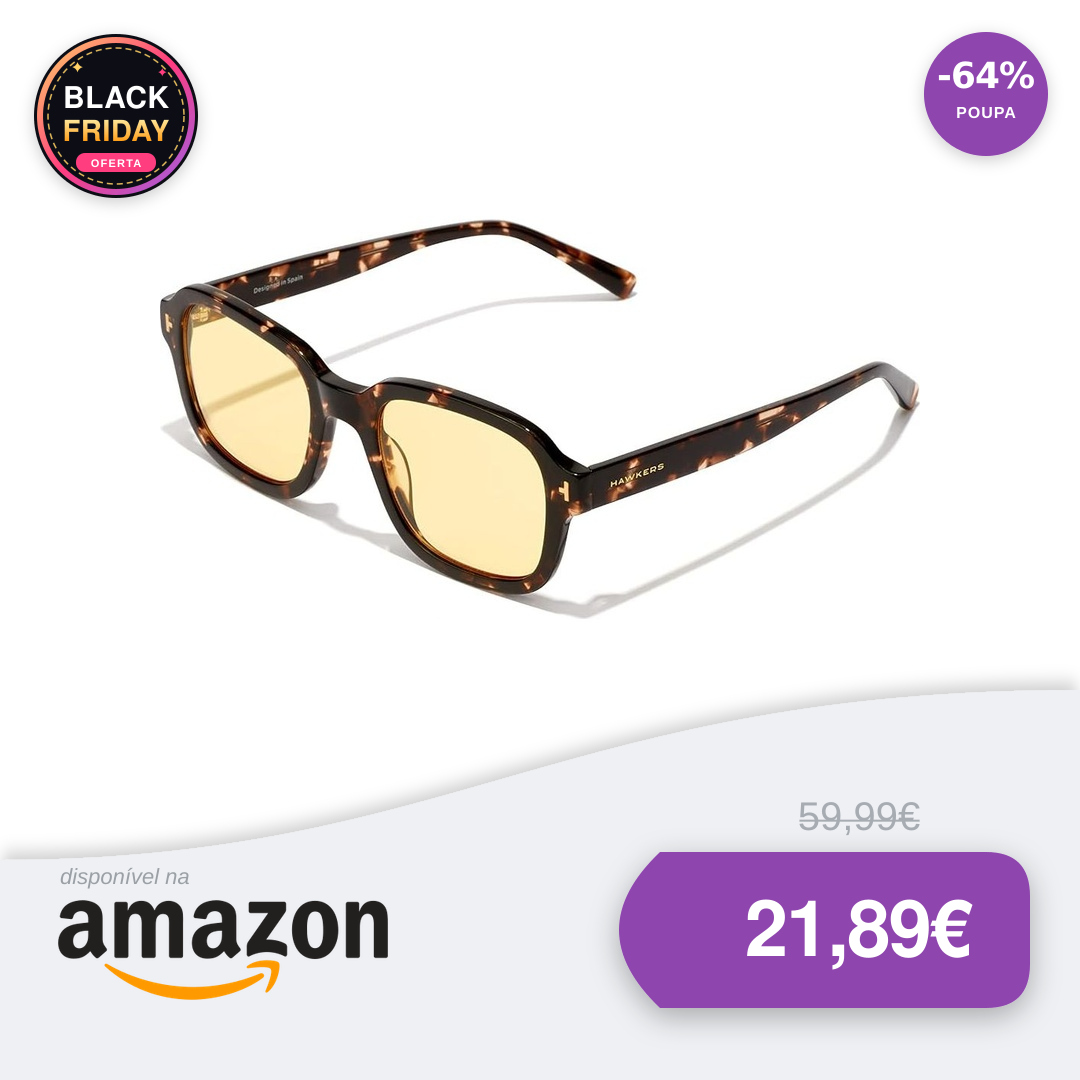 BLACK
FRIDAY
OFERTA
-64%
POUPA
Designed in Spain
HAWKERS
59,99€
disponível na
amazon
21,89€